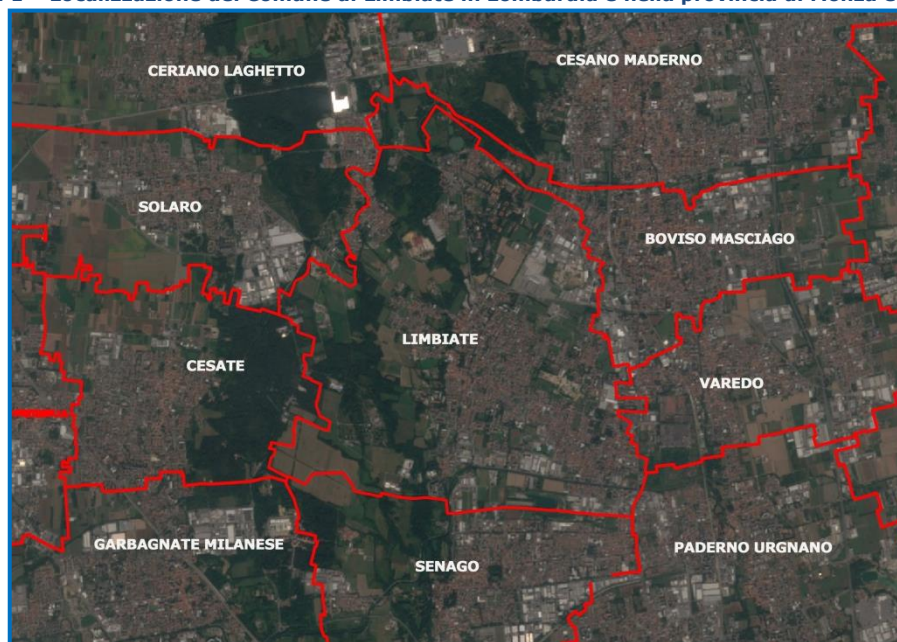 1 – Localizzazione del Comune di Limbiate in Lombardia e nella provincia di Monza e
CERIANO LAGHETTO
CESANO MADERNO
SOLARO
BOVISO MASCIAGO
LIMBIATE
CESATE
VAREDO
GARBAGNATE MILANESE
SENAGO
PADERNO URGNANO